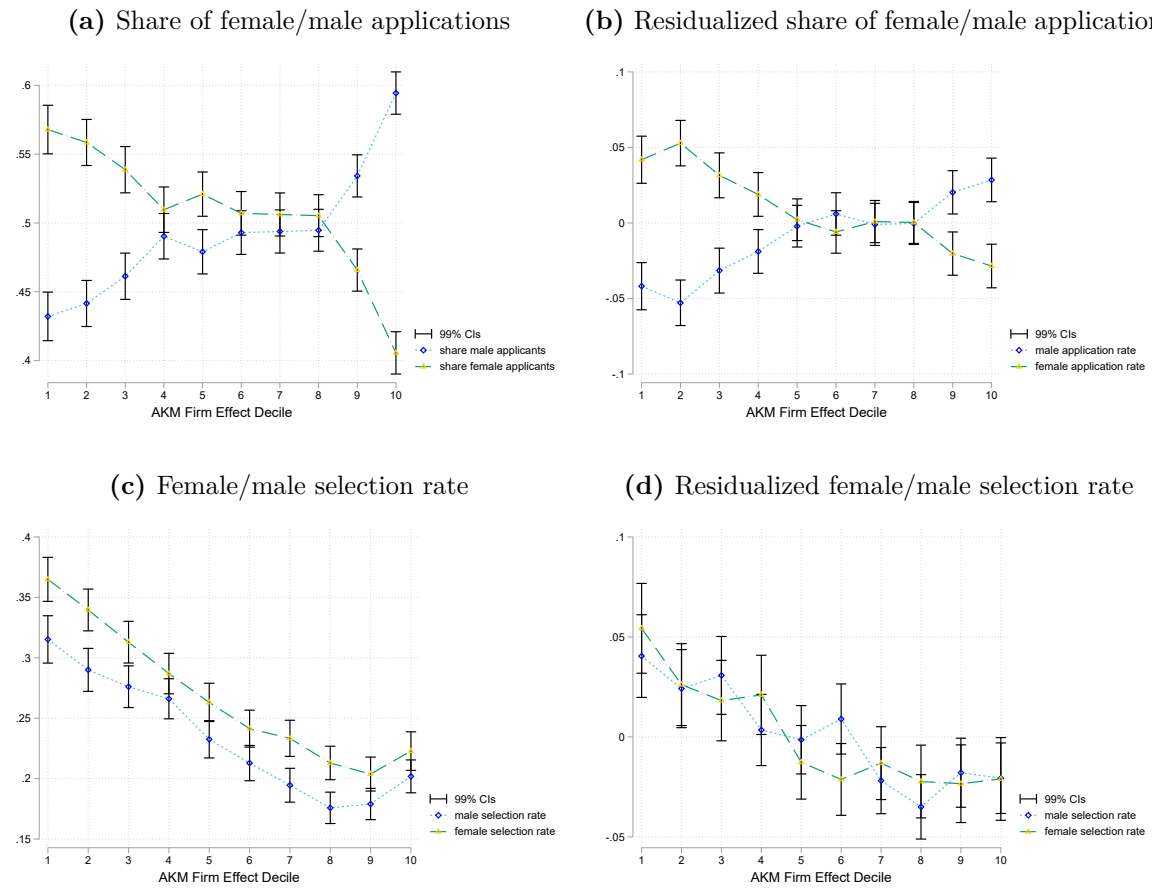 (a) Share of female/male applications
.6
.55
.5
.45
.4
99% CIs
share male applicants
share female applicants
1 2 3 4 5 6 7 8 9 10
AKM Firm Effect Decile
(b) Residualized share of female/male application
.1
.05
0
-.05
-.1
99% CIs
male application rate
female application rate
1 2 3 4 5 6 7 8 9 10
AKM Firm Effect Decile
(c) Female/male selection rate
.4
.35
.3
.25
.2
.15
99% CIs
male selection rate
female selection rate
1 2 3 4 5 6 7 8 9 10
AKM Firm Effect Decile
(d) Residualized female/male selection rate
.1
.05
0
-.05
99% CIs
male selection rate
female selection rate
1 2 3 4 5 6 7 8 9 10
AKM Firm Effect Decile